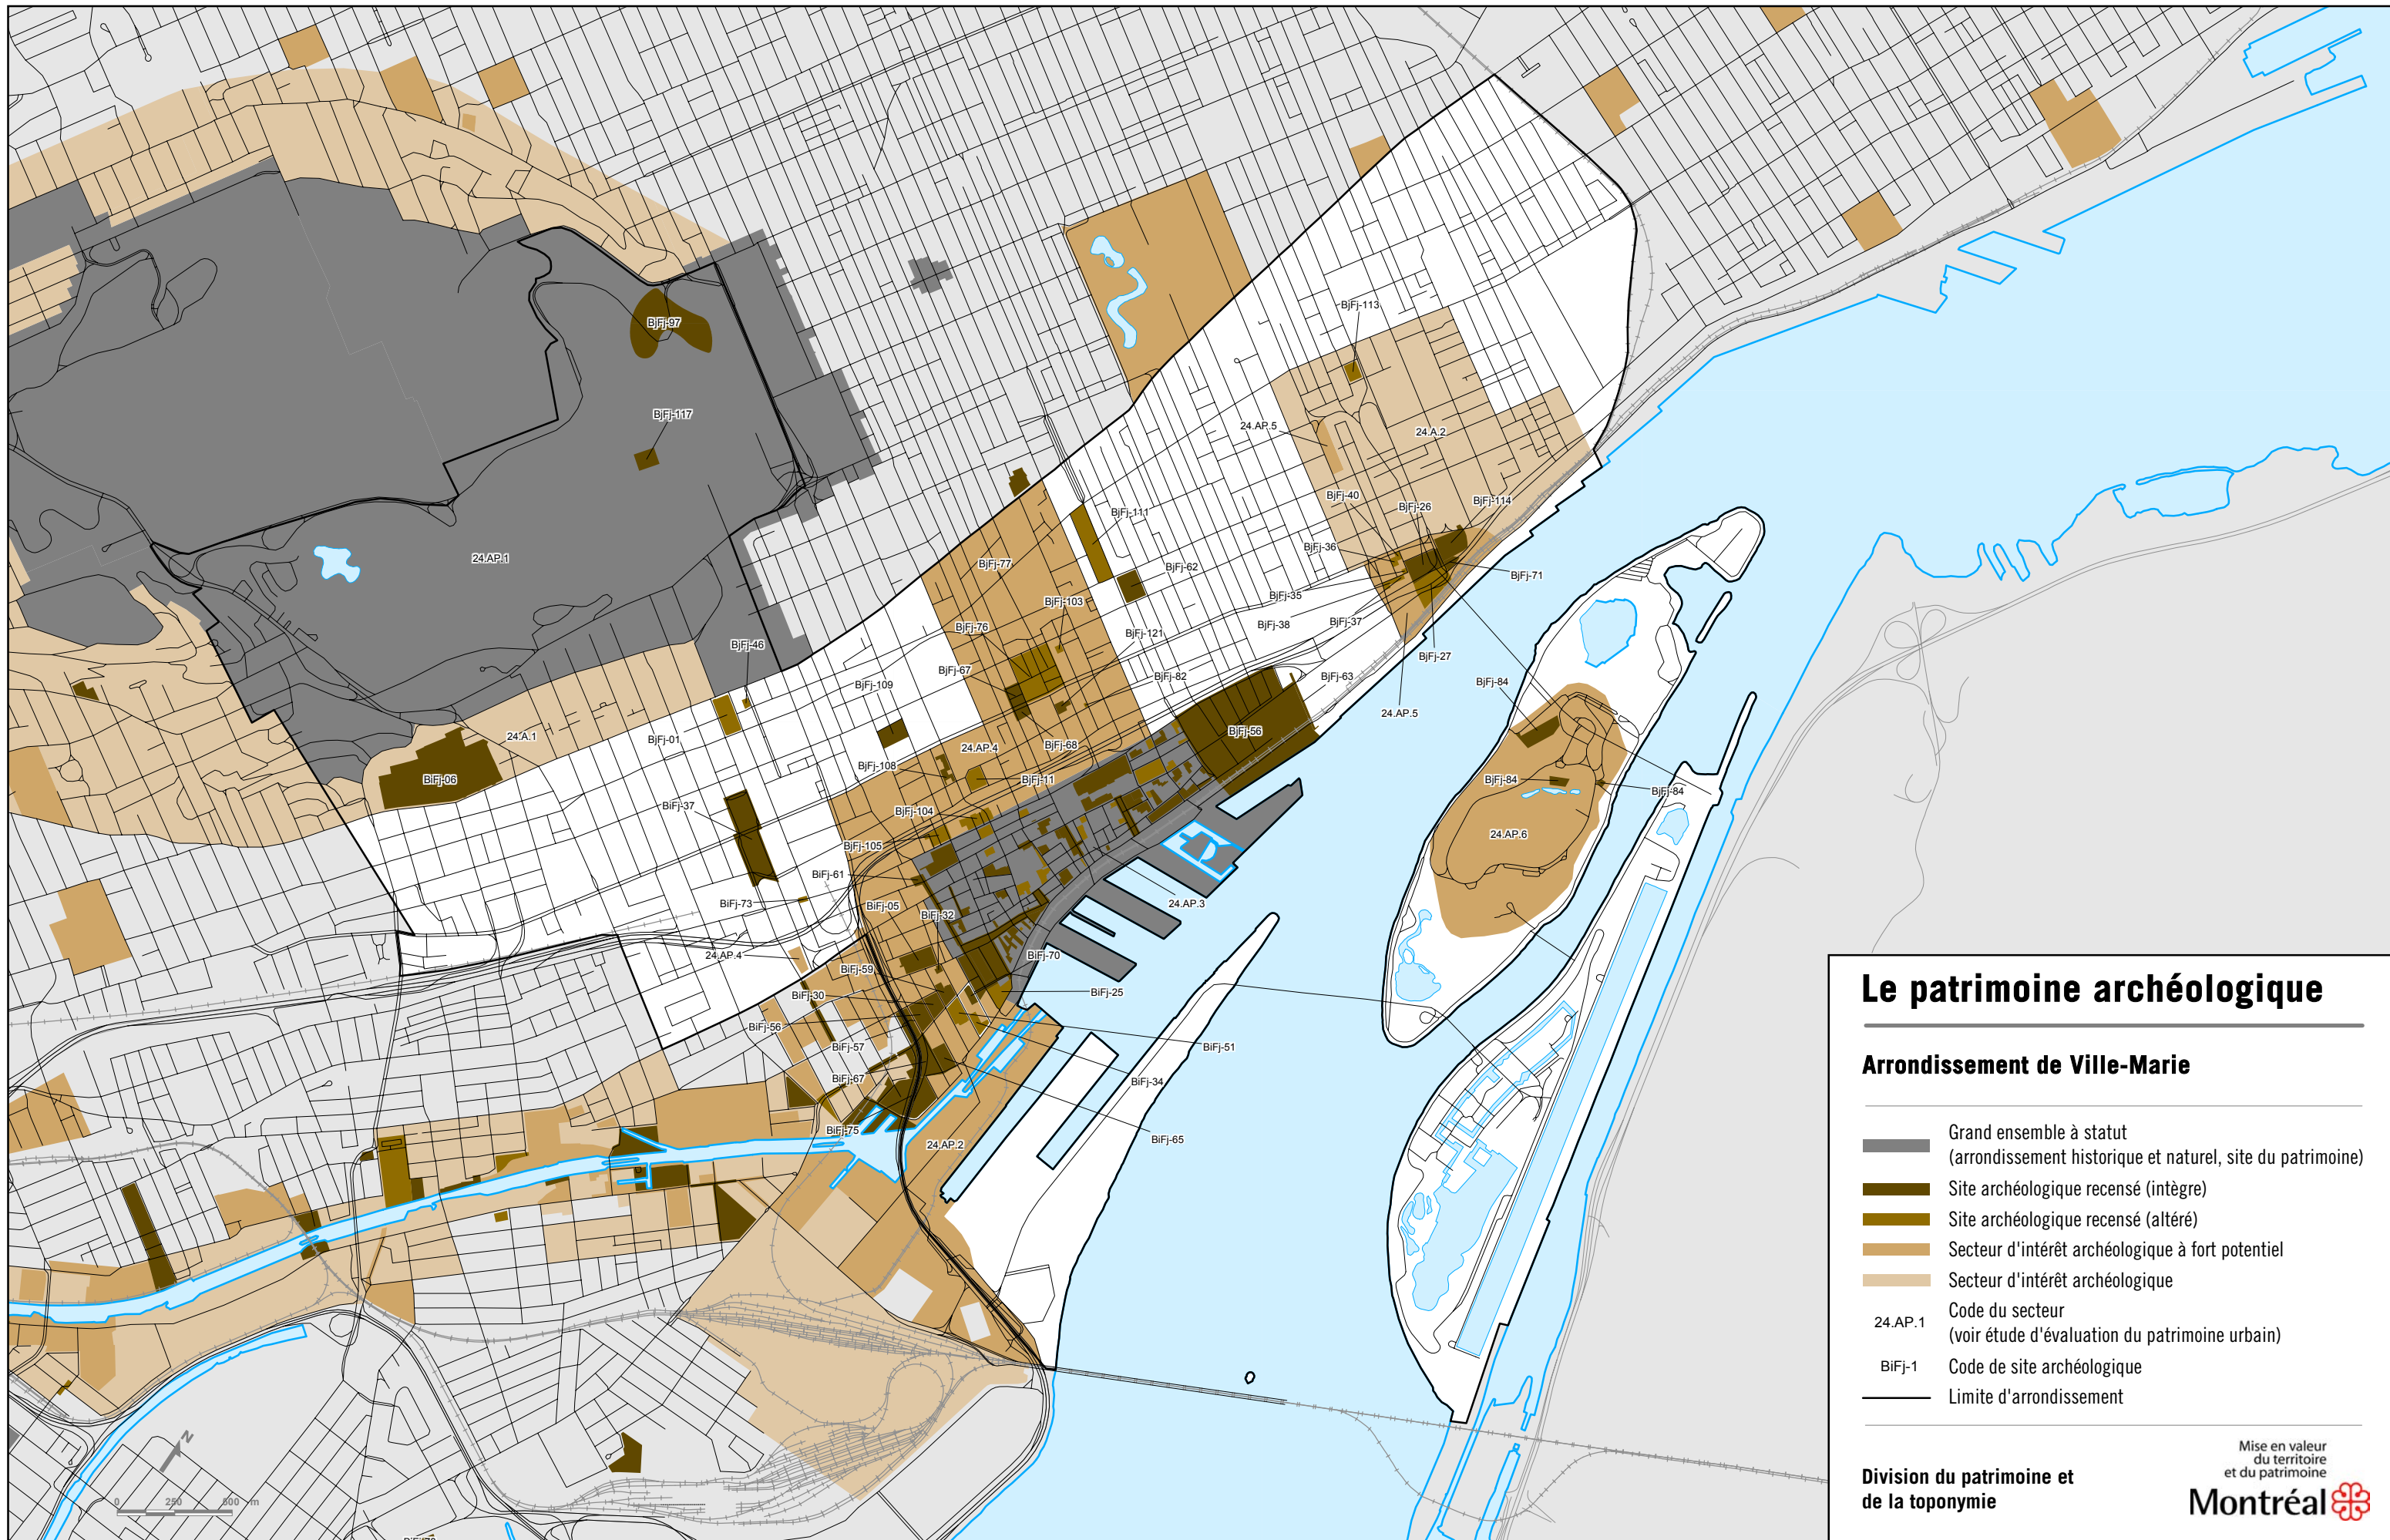 BjFj-97
BjFj-113
BjFj-117
24.AP.5
24.A.2
BjFj-40
BjFj-26
BjFj-114
BjFj-111
24.AP.1
BjFj-77
BjFj-36
BjFj-62
BjFj-71
BjFj-35
BjFj-103
BjFj-76
BjFj-121
BjFj-38
BjFj-37
BjFj-46
BjFj-27
BjFj-67
BjFj-82
BjFj-63
BjFj-109
BjFj-84
24.AP.5
BjFj-56
24.A.1
BjFj-01
24.AP.4
BjFj-68
BjFj-108
BiFj-06
BjFj-11
BjFj-84
BjFj-84
BiFj-37
BjFj-104
24.AP.6
BjFj-105
BiFj-61
BiFj-73
BiFj-05
24.AP.3
BiFj-32
24.AP.4
BiFj-70
BiFj-59
BiFj-30
BiFj-25
BiFj-56
BiFj-57
BiFj-51
BiFj-67
BiFj-34
BiFj-75
24.AP.2
BiFj-65
N
0 250 500 m
Le patrimoine archéologique
Arrondissement de Ville-Marie
Grand ensemble à statut
(arrondissement historique et naturel, site du patrimoine)
Site archéologique recensé (intègre)
Site archéologique recensé (altéré)
Secteur d'intérêt archéologique à fort potentiel
Secteur d'intérêt archéologique
24.AP.1 Code du secteur
(voir étude d'évaluation du patrimoine urbain)
BiFj-1 Code de site archéologique
Limite d'arrondissement
Division du patrimoine et
de la toponymie
Mise en valeur
du territoire
et du patrimoine
Montréal